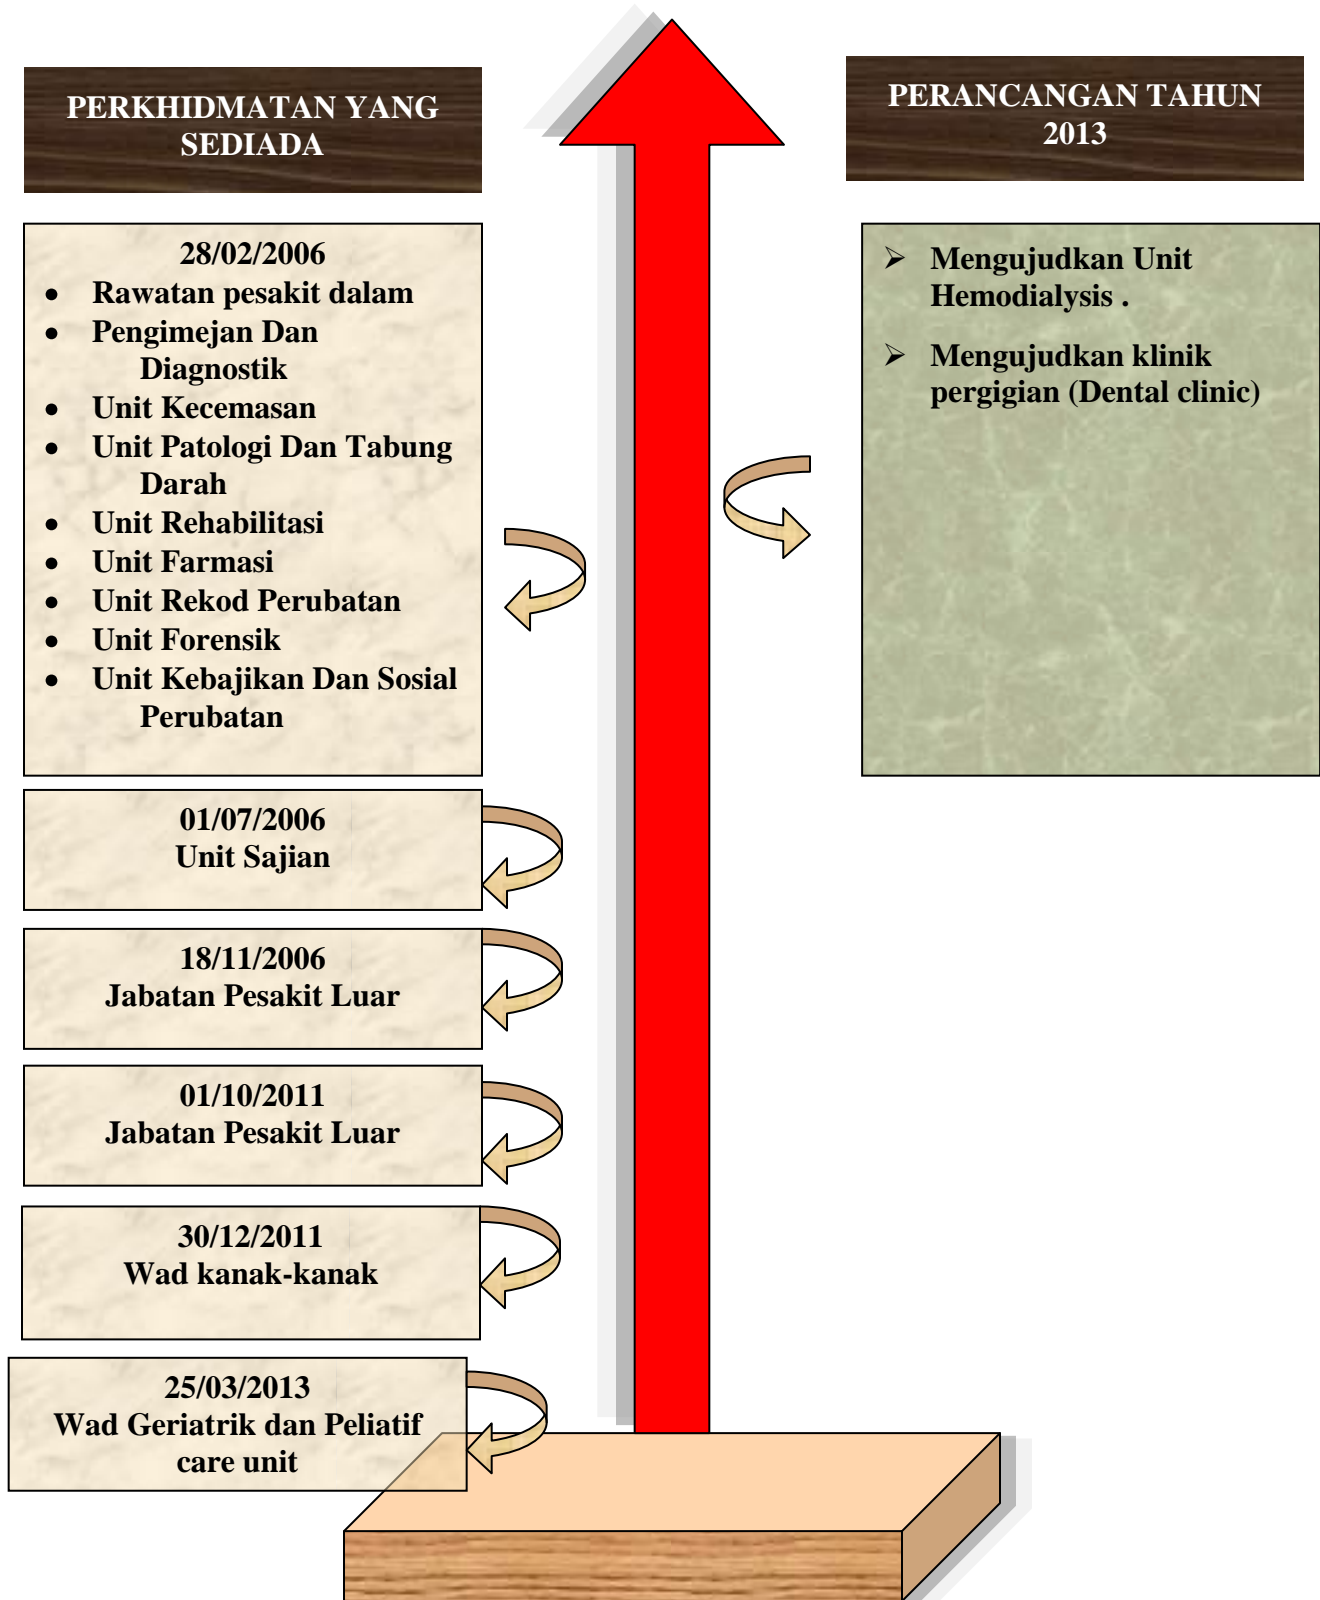 PERKHIDMATAN YANG
SEDIADA
28/02/2006
• Rawatan pesakit dalam
• Pengimejan Dan
Diagnostik
• Unit Kecemasan
• Unit Patologi Dan Tabung
Darah
• Unit Rehabilitasi
• Unit Farmasi
• Unit Rekod Perubatan
• Unit Forensik
• Unit Kebajikan Dan Sosial
Perubatan
01/07/2006
Unit Sajian
18/11/2006
Jabatan Pesakit Luar
01/10/2011
Jabatan Pesakit Luar
30/12/2011
Wad kanak-kanak
25/03/2013
Wad Geriatrik dan Peliatif
care unit
PERANCANGAN TAHUN
2013
➢ Mengujudkan Unit
Hemodialysis .
➢ Mengujudkan klinik
pergigian (Dental clinic)